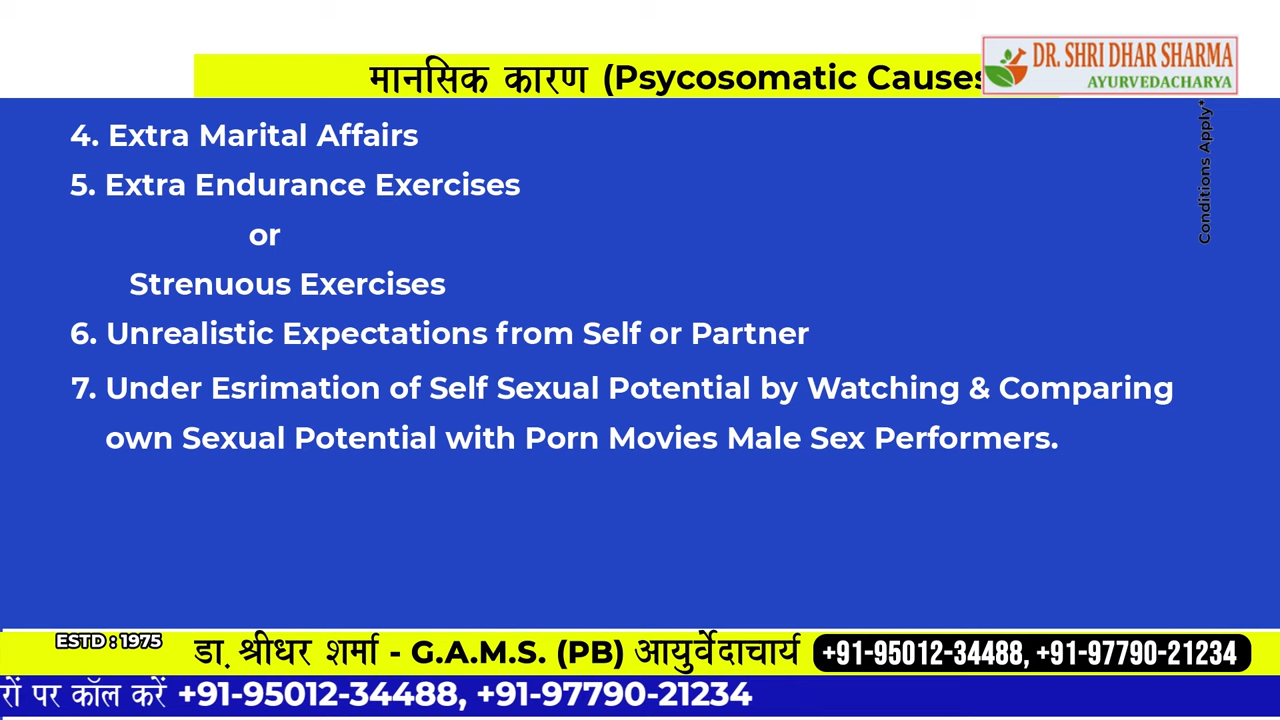 मानसिक कारण (Psycosomatic Causes
DR. SHRI DHAR SHARMA
AYURVEDACHARYA
Conditions Apply*
4. Extra Marital Affairs
5. Extra Endurance Exercises
or
Strenuous Exercises
6. Unrealistic Expectations from Self or Partner
7. Under Esrimation of Self Sexual Potential by Watching & Comparing
own Sexual Potential with Porn Movies Male Sex Performers.
ESTD : 1975
डा. श्रीधर शर्मा - G.A.M.S. (PB) आयुर्वेदाचार्य +91-95012-34488, +91-97790-21234
रों पर कॉल करें +91-95012-34488, +91-97790-21234